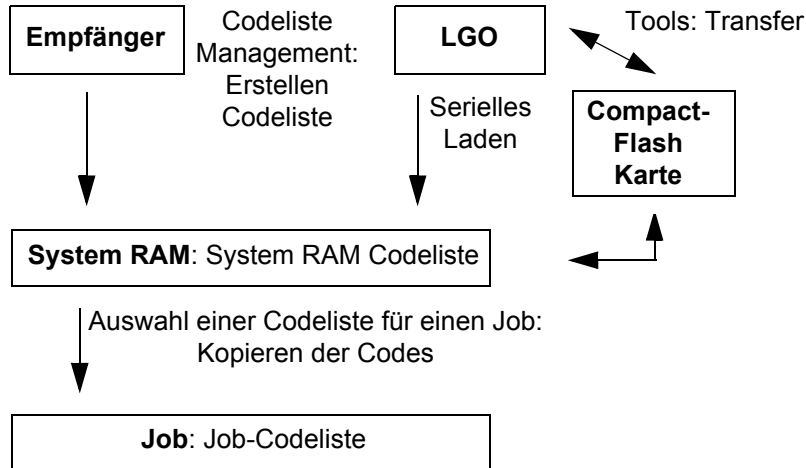 Empfänger
Codeliste
Management:
Erstellen
Codeliste
LGO
Tools: Transfer
Serielles
Laden
Compact-
Flash
Karte
System RAM: System RAM Codeliste
Auswahl einer Codeliste für einen Job:
Kopieren der Codes
Job: Job-Codeliste